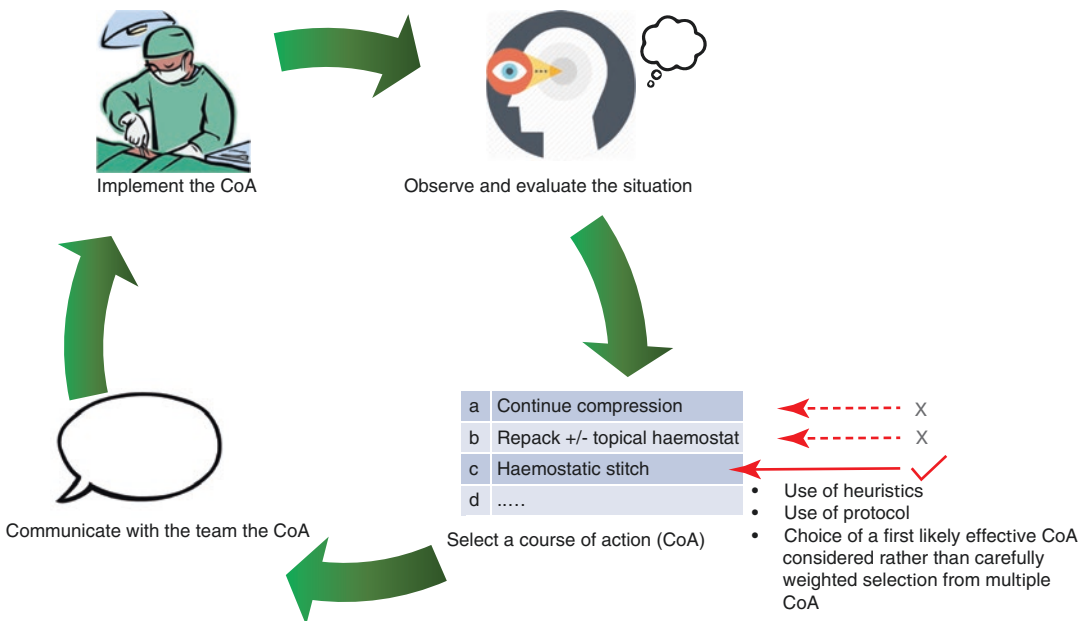 Implement the CoA
Observe and evaluate the situation
a Continue compression
b Repack +/- topical haemostat
c Haemostatic stitch
d .....
X
X
Select a course of action (CoA)
• Use of heuristics
• Use of protocol
• Choice of a first likely effective CoA
considered rather than carefully
weighted selection from multiple
CoA
Communicate with the team the CoA